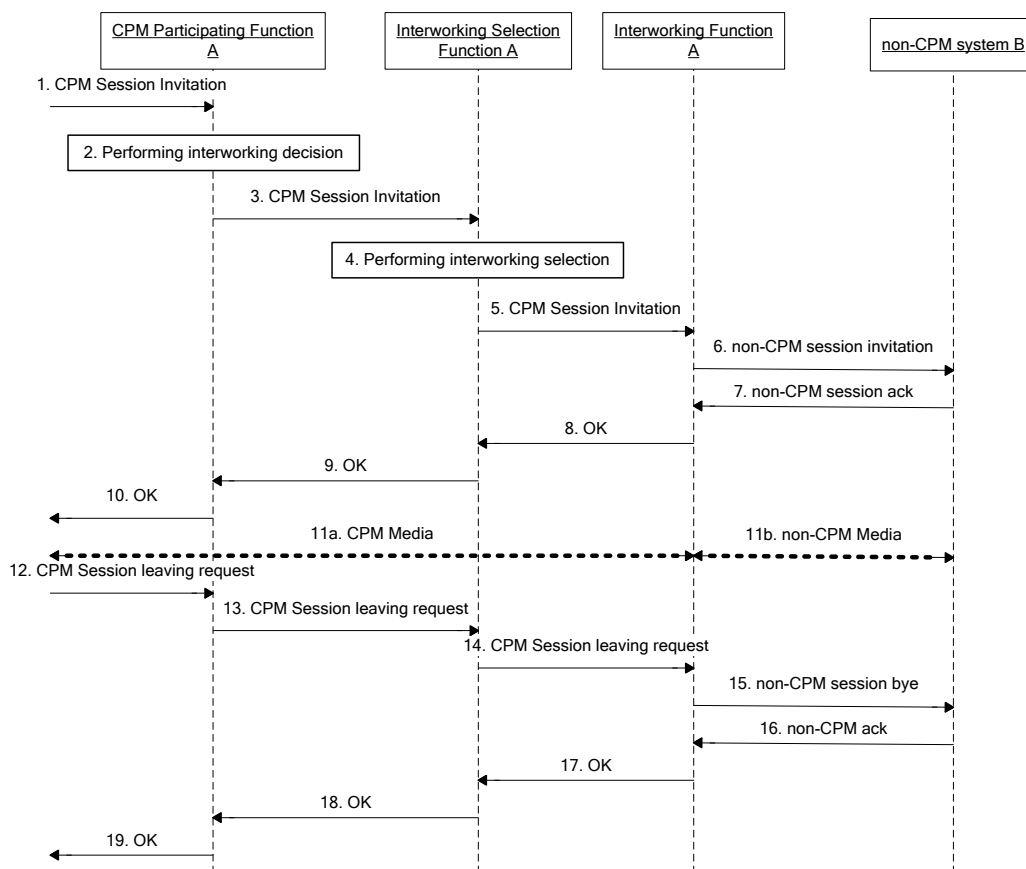 CPM Participating Function
A
Interworking Selection
Function A
Interworking Function
A
non-CPM system B
1. CPM Session Invitation
2. Performing interworking decision
3. CPM Session Invitation
4. Performing interworking selection
5. CPM Session Invitation
6. non-CPM session invitation
7. non-CPM session ack
8. OK
9. OK
10. OK
11a. CPM Media
11b. non-CPM Media
12. CPM Session leaving request
13. CPM Session leaving request
14. CPM Session leaving request
15. non-CPM session bye
16. non-CPM ack
17. OK
18. OK
19. OK